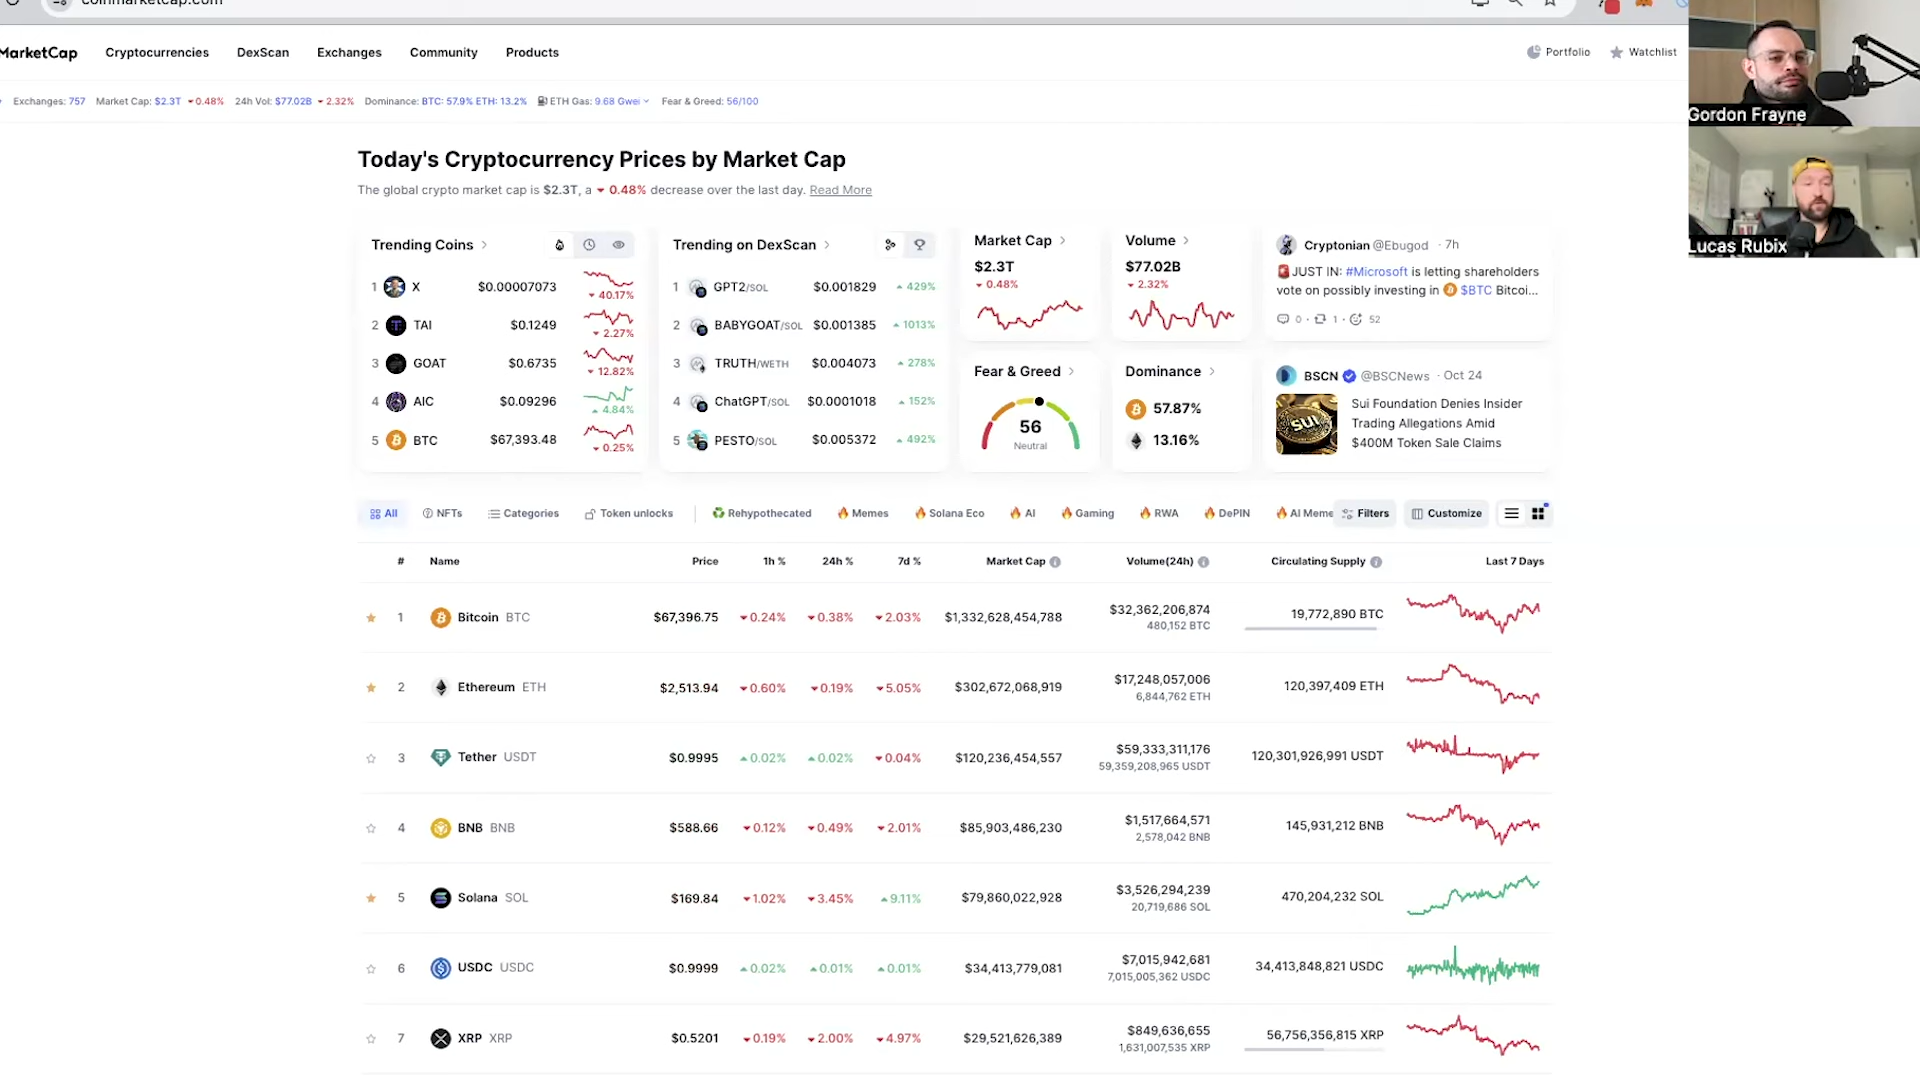 coinmarketcap.com
MarketCap Cryptocurrencies DexScan Exchanges Community Products Portfolio Watchlist
Exchanges: 757 Market Cap: $2.3T 0.48% 24h Vol: $77.02B 2.32% Dominance: BTC: 57.9% ETH: 13.2% ETH Gas: 9.68 Gwei Fear & Greed: 56/100
Gordon Frayne
Lucas Rubix
Today's Cryptocurrency Prices by Market Cap
The global crypto market cap is $2.3T, a 0.48% decrease over the last day. Read More
Trending Coins
1 X $0.00007073 40.17%
2 TAI $0.1249 2.27%
3 GOAT $0.6735 12.82%
4 AIC $0.09296 4.84%
5 BTC $67,393.48 0.25%
Trending on DexScan
1 GPT2/SOL $0.001829 429%
2 BABYGOAT/SOL $0.001385 1013%
3 TRUTH/WETH $0.004073 278%
4 ChatGPT/SOL $0.0001018 152%
5 PESTO/SOL $0.005372 492%
Market Cap
$2.3T
0.48%
Volume
$77.02B
2.32%
Fear & Greed
56
Neutral
Dominance
57.87%
13.16%
Cryptonian @Ebugod · 7h
JUST IN: #Microsoft is letting shareholders
vote on possibly investing in $BTC Bitcoi...
0 · 1 · 52
BSCN @BSCNews · Oct 24
Sui Foundation Denies Insider
Trading Allegations Amid
$400M Token Sale Claims
SUI
All NFTs Categories Token unlocks Rehypothecated Memes Solana Eco AI Gaming RWA DePIN AI Meme Filters Customize
# Name Price 1h % 24h % 7d % Market Cap Volume(24h) Circulating Supply Last 7 Days
1 Bitcoin BTC $67,396.75 0.24% 0.38% 2.03% $1,332,628,454,788 $32,362,206,874 19,772,890 BTC
480,152 BTC
2 Ethereum ETH $2,513.94 0.60% 0.19% 5.05% $302,672,068,919 $17,248,057,006 120,397,409 ETH
6,844,762 ETH
3 Tether USDT $0.9995 0.02% 0.02% 0.04% $120,236,454,557 $59,333,311,176 120,301,926,991 USDT
59,359,208,965 USDT
4 BNB BNB $588.66 0.12% 0.49% 2.01% $85,903,486,230 $1,517,664,571 145,931,212 BNB
2,578,042 BNB
5 Solana SOL $169.84 1.02% 3.45% 9.11% $79,860,022,928 $3,526,294,239 470,204,232 SOL
20,719,686 SOL
6 USDC USDC $0.9999 0.02% 0.01% 0.01% $34,413,779,081 $7,015,942,681 34,413,848,821 USDC
7,015,005,362 USDC
7 XRP XRP $0.5201 0.19% 2.00% 4.97% $29,521,626,389 $849,636,655 56,756,356,815 XRP
1,631,007,535 XRP